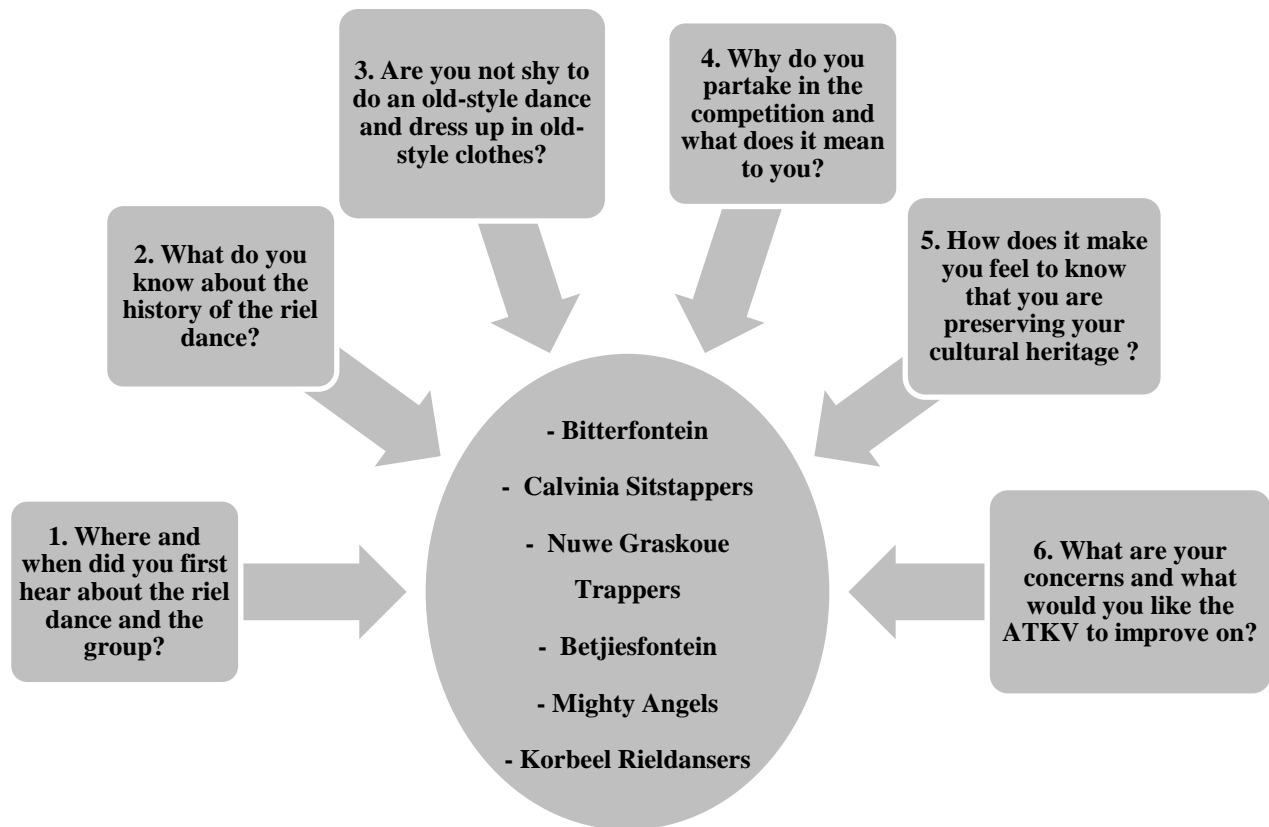 1. Where and
when did you first
hear about the riel
dance and the
group?
2. What do you
know about the
history of the riel
dance?
3. Are you not shy to
do an old-style dance
and dress up in old-
style clothes?
4. Why do you
partake in the
competition and
what does it mean
to you?
5. How does it make
you feel to know
that you are
preserving your
cultural heritage ?
6. What are your
concerns and what
would you like the
ATKV to improve on?
- Bitterfontein
- Calvinia Sitstappers
- Nuwe Graskoue
Trappers
- Betjiesfontein
- Mighty Angels
- Korbeel Rieldansers